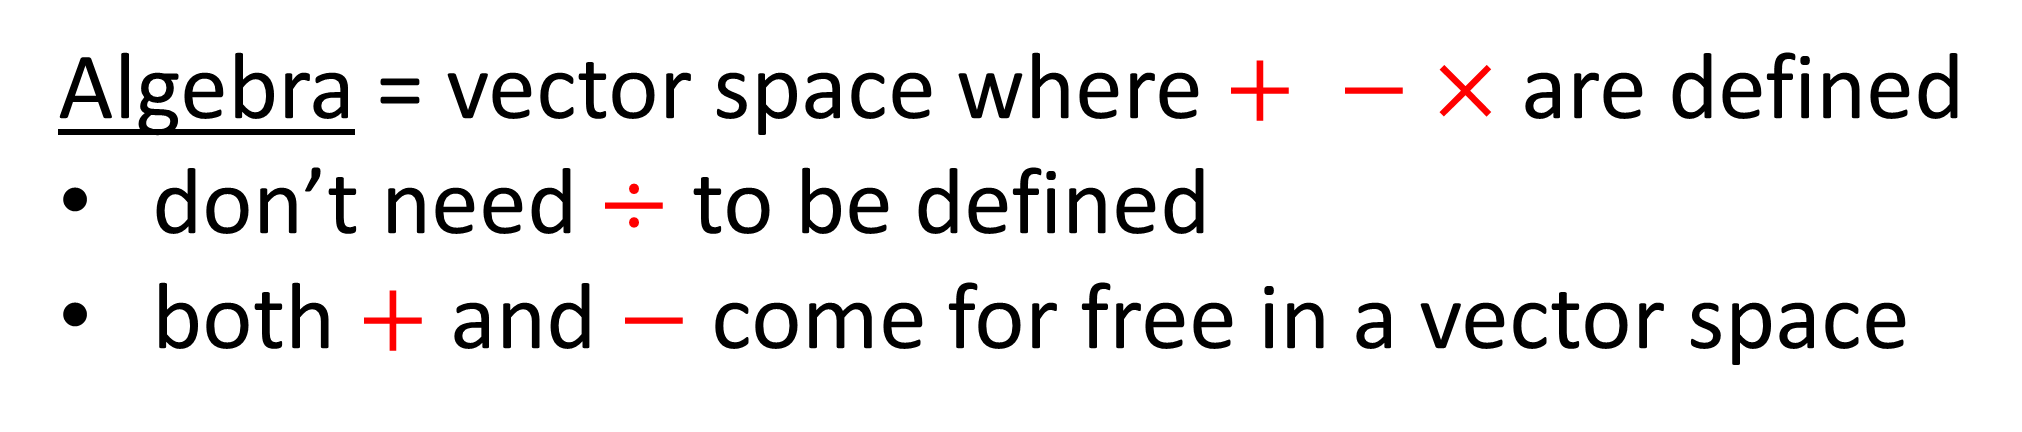 Algebra = vector space where + − × are defined
• don’t need ÷ to be defined
• both + and − come for free in a vector space